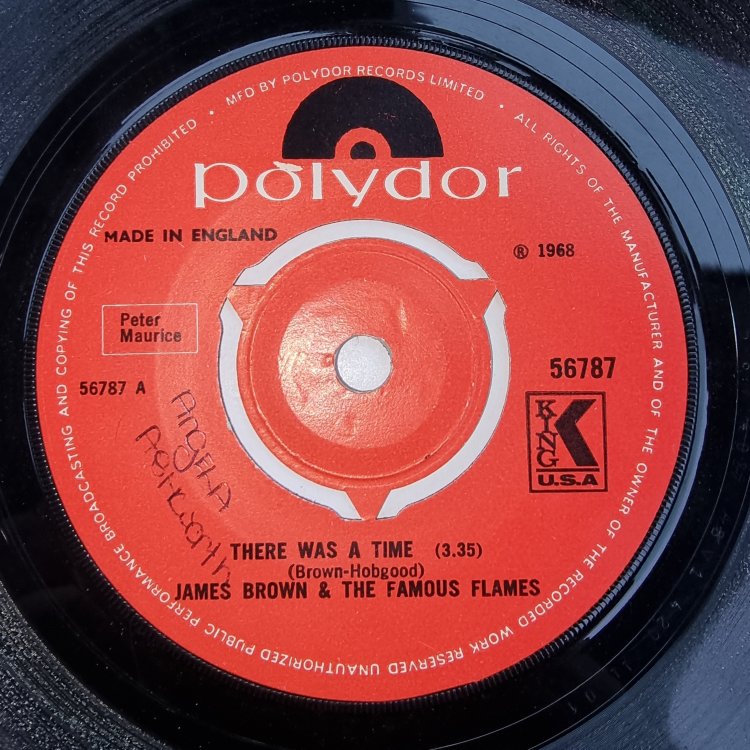 MFD BY POLYDOR RECORDS LIMITED • ALL RIGHTS OF THE MANUFACTURER AND OF THE OWNER OF THE RECORDED WORK RESERVED UNAUTHORIZED PUBLIC PERFORMANCE BROADCASTING AND COPYING OF THIS RECORD PROHIBITED •
polydor
MADE IN ENGLAND
℗ 1968
Peter
Maurice
56787
56787 A
KING
K
U.S.A
Angela
Ashworth
THERE WAS A TIME (3.35)
(Brown-Hobgood)
JAMES BROWN & THE FAMOUS FLAMES